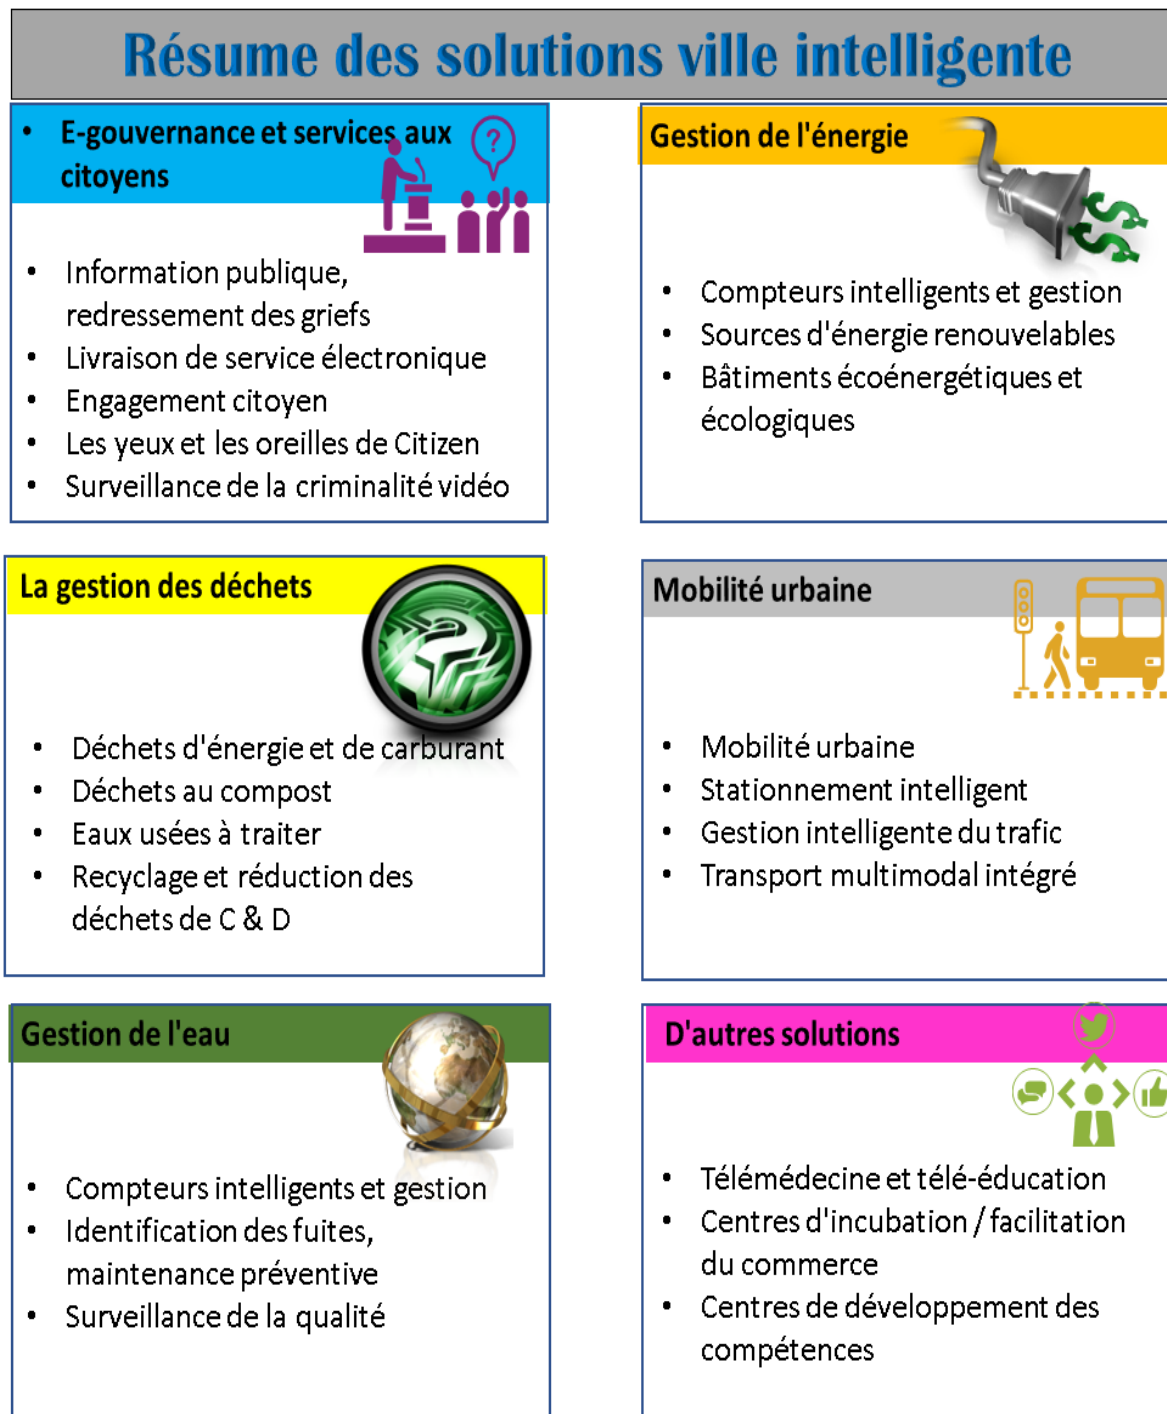 Résume des solutions ville intelligente
• E-gouvernance et services aux
citoyens
?
• Information publique,
redressement des griefs
• Livraison de service électronique
• Engagement citoyen
• Les yeux et les oreilles de Citizen
• Surveillance de la criminalité vidéo
Gestion de l'énergie
• Compteurs intelligents et gestion
• Sources d'énergie renouvelables
• Bâtiments écoénergétiques et
écologiques
La gestion des déchets
• Déchets d'énergie et de carburant
• Déchets au compost
• Eaux usées à traiter
• Recyclage et réduction des
déchets de C & D
Mobilité urbaine
• Mobilité urbaine
• Stationnement intelligent
• Gestion intelligente du trafic
• Transport multimodal intégré
Gestion de l'eau
• Compteurs intelligents et gestion
• Identification des fuites,
maintenance préventive
• Surveillance de la qualité
D'autres solutions
• Télémédecine et télé-éducation
• Centres d'incubation / facilitation
du commerce
• Centres de développement des
compétences